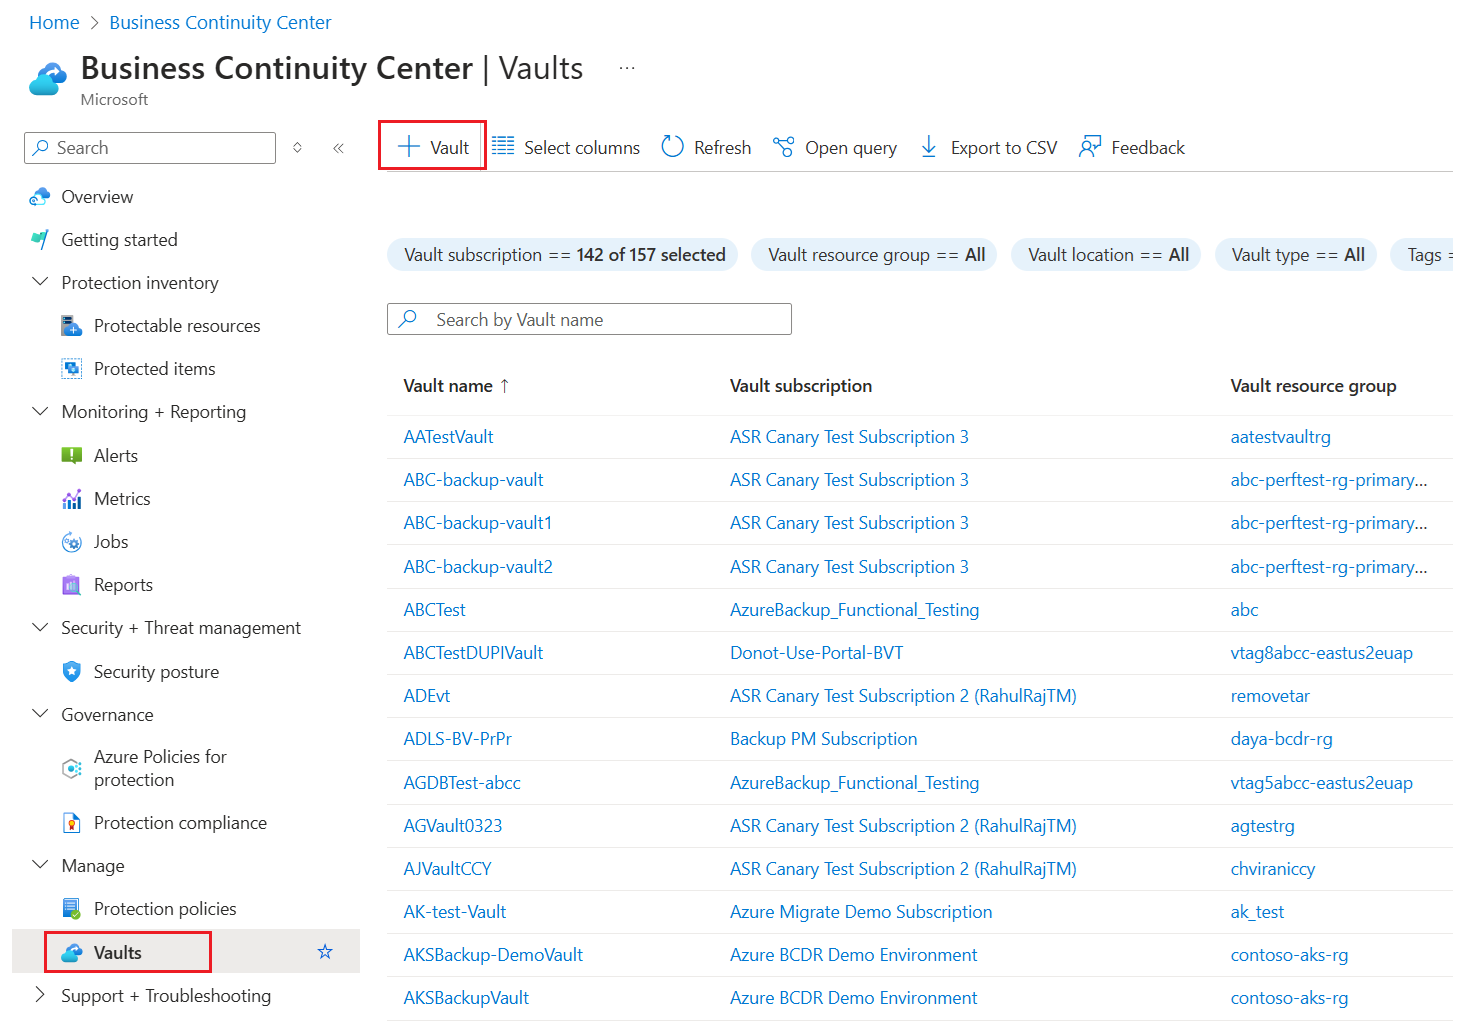 Home > Business Continuity Center
Business Continuity Center | Vaults ...
Microsoft
Search
Overview
Getting started
Protection inventory
Protectable resources
Protected items
Monitoring + Reporting
Alerts
Metrics
Jobs
Reports
Security + Threat management
Security posture
Governance
Azure Policies for
protection
Protection compliance
Manage
Protection policies
Vaults
Support + Troubleshooting
Vault Select columns Refresh Open query Export to CSV Feedback
Vault subscription == 142 of 157 selected Vault resource group == All Vault location == All Vault type == All Tags =
Search by Vault name
Vault name ↑ Vault subscription Vault resource group
AATestVault ASR Canary Test Subscription 3 aatestvaultrg
ABC-backup-vault ASR Canary Test Subscription 3 abc-perftest-rg-primary...
ABC-backup-vault1 ASR Canary Test Subscription 3 abc-perftest-rg-primary...
ABC-backup-vault2 ASR Canary Test Subscription 3 abc-perftest-rg-primary...
ABCTest AzureBackup_Functional_Testing abc
ABCTestDUPIVault Donot-Use-Portal-BVT vtag8abcc-eastus2euap
ADEvt ASR Canary Test Subscription 2 (RahulRajTM) removetar
ADLS-BV-PrPr Backup PM Subscription daya-bcdr-rg
AGDBTest-abcc AzureBackup_Functional_Testing vtag5abcc-eastus2euap
AGVault0323 ASR Canary Test Subscription 2 (RahulRajTM) agtestrg
AJVaultCCY ASR Canary Test Subscription 2 (RahulRajTM) chviraniccy
AK-test-Vault Azure Migrate Demo Subscription ak_test
AKSBackup-DemoVault Azure BCDR Demo Environment contoso-aks-rg
AKSBackupVault Azure BCDR Demo Environment contoso-aks-rg